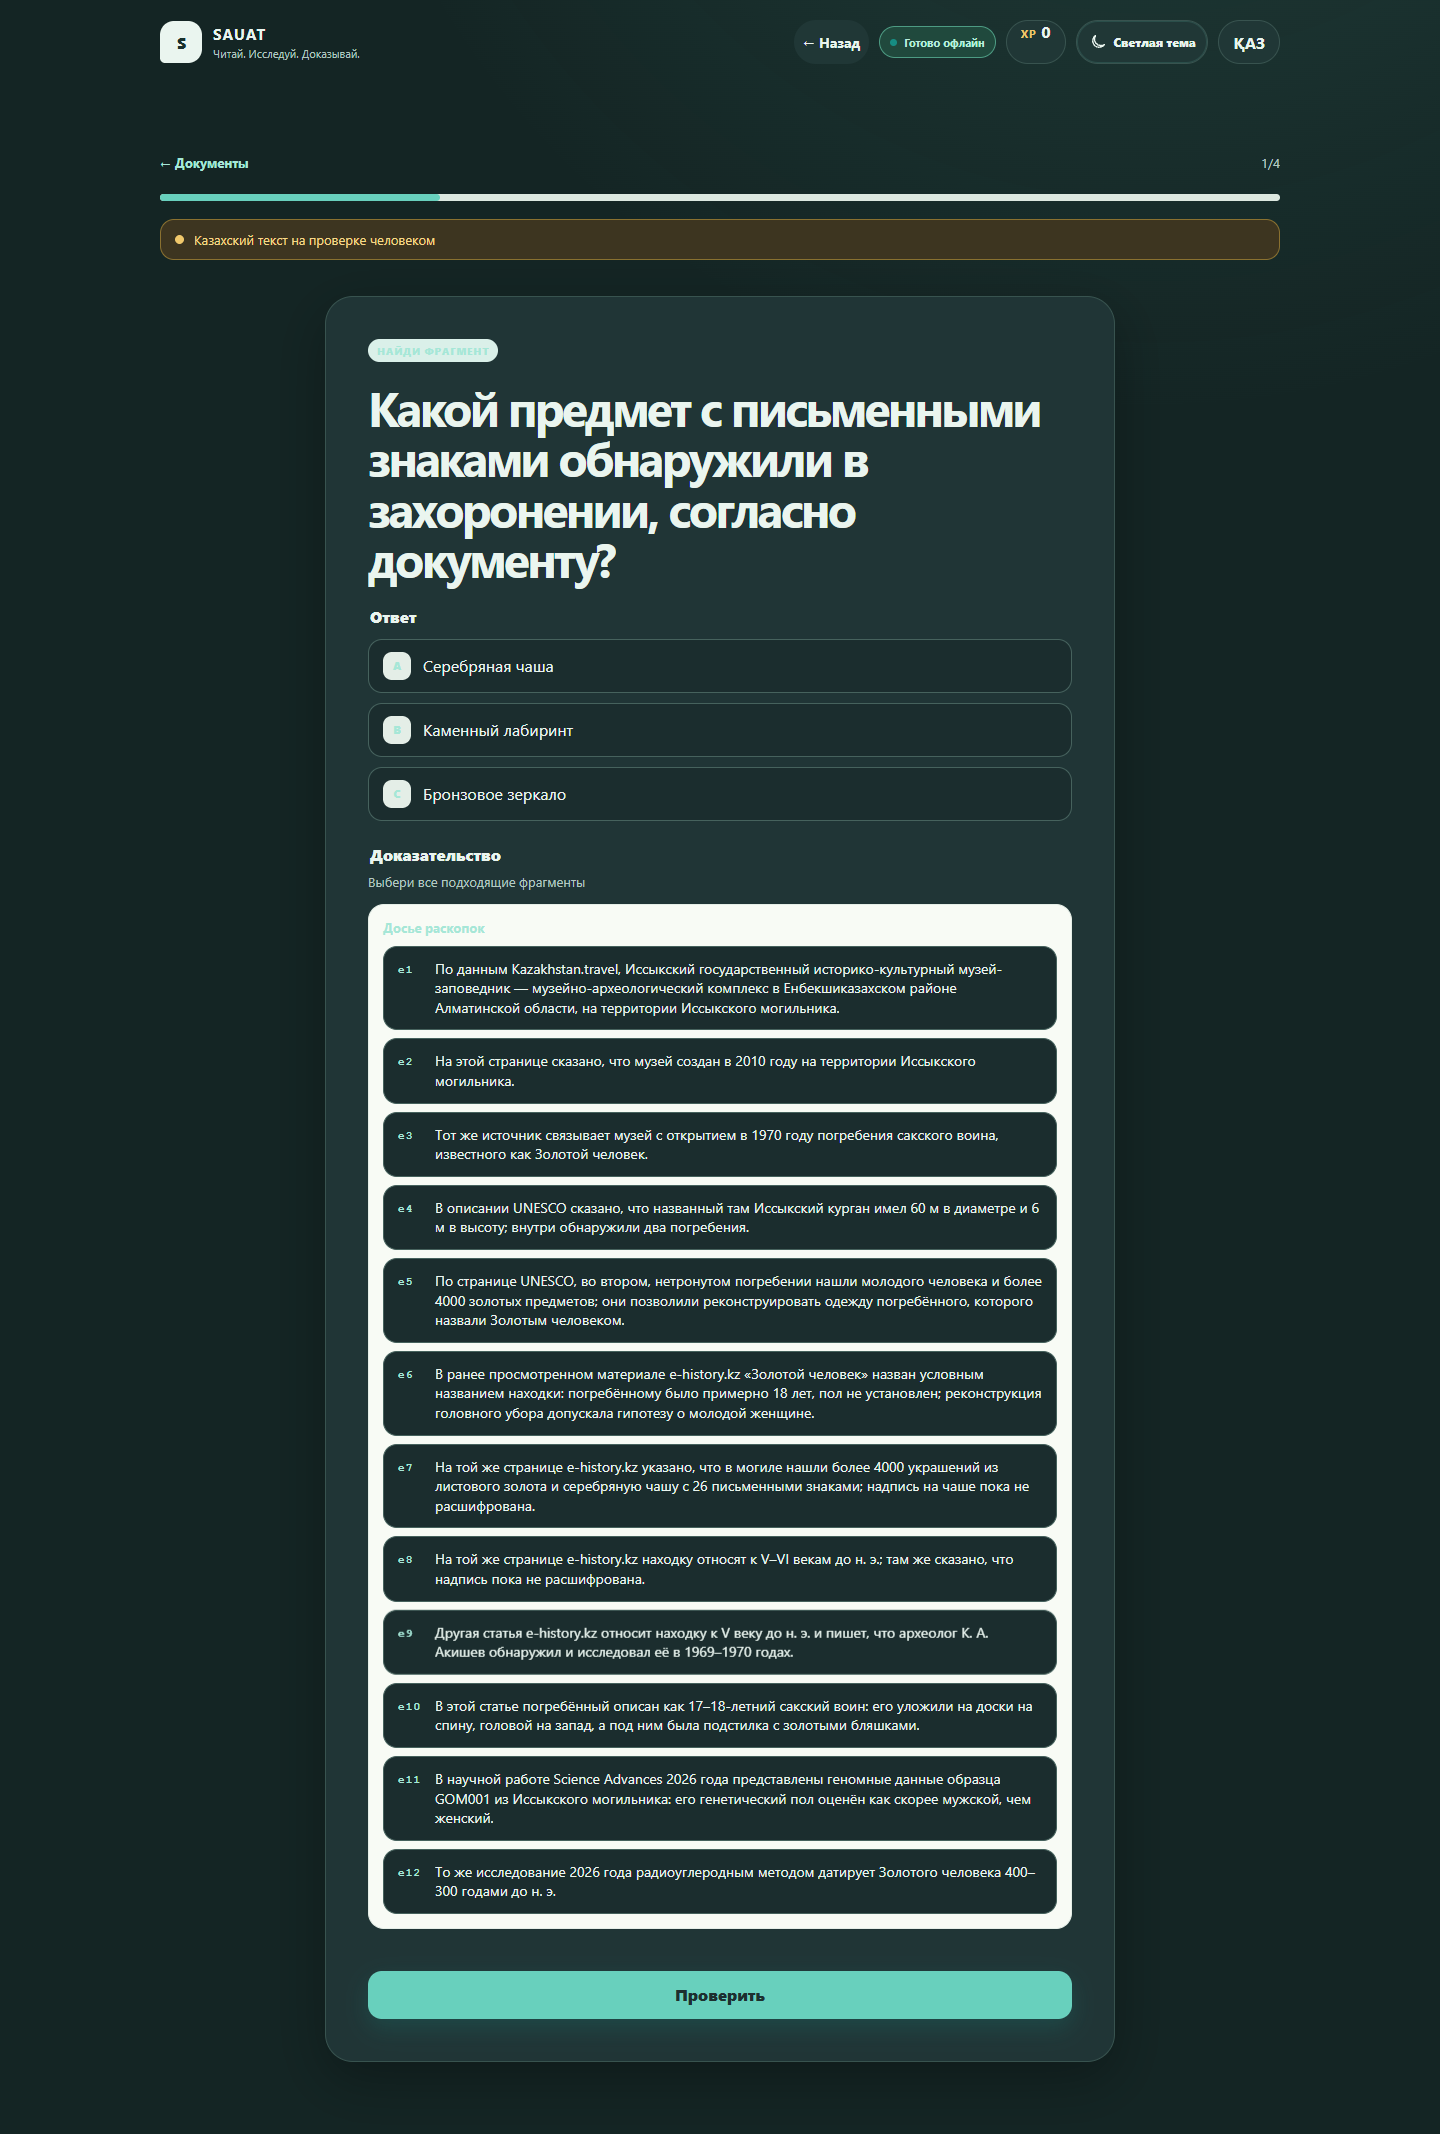 S
SAUAT
Читай. Исследуй. Доказывай.
← Назад
Готово офлайн
XP 0
Светлая тема
ҚАЗ
← Документы
1/4
Казахский текст на проверке человеком
НАЙДИ ФРАГМЕНТ
Какой предмет с письменными
знаками обнаружили в
захоронении, согласно
документу?
Ответ
A Серебряная чаша
B Каменный лабиринт
C Бронзовое зеркало
Доказательство
Выбери все подходящие фрагменты
Досье раскопок
e1 По данным Kazakhstan.travel, Иссыкский государственный историко-культурный музей-
заповедник — музейно-археологический комплекс в Енбекшиказахском районе
Алматинской области, на территории Иссыкского могильника.
e2 На этой странице сказано, что музей создан в 2010 году на территории Иссыкского
могильника.
e3 Тот же источник связывает музей с открытием в 1970 году погребения сакского воина,
известного как Золотой человек.
e4 В описании UNESCO сказано, что названный там Иссыкский курган имел 60 м в диаметре и 6
м в высоту; внутри обнаружили два погребения.
e5 По странице UNESCO, во втором, нетронутом погребении нашли молодого человека и более
4000 золотых предметов; они позволили реконструировать одежду погребённого, которого
назвали Золотым человеком.
e6 В ранее просмотренном материале e-history.kz «Золотой человек» назван условным
названием находки: погребённому было примерно 18 лет, пол не установлен; реконструкция
головного убора допускала гипотезу о молодой женщине.
e7 На той же странице e-history.kz указано, что в могиле нашли более 4000 украшений из
листового золота и серебряную чашу с 26 письменными знаками; надпись на чаше пока не
расшифрована.
e8 На той же странице e-history.kz находку относят к V–VI векам до н. э.; там же сказано, что
надпись пока не расшифрована.
e9 Другая статья e-history.kz относит находку к V веку до н. э. и пишет, что археолог К. А.
Акишев обнаружил и исследовал её в 1969–1970 годах.
e10 В этой статье погребённый описан как 17–18-летний сакский воин: его уложили на доски на
спину, головой на запад, а под ним была подстилка с золотыми бляшками.
e11 В научной работе Science Advances 2026 года представлены геномные данные образца
GOM001 из Иссыкского могильника: его генетический пол оценён как скорее мужской, чем
женский.
e12 То же исследование 2026 года радиоуглеродным методом датирует Золотого человека 400–
300 годами до н. э.
Проверить